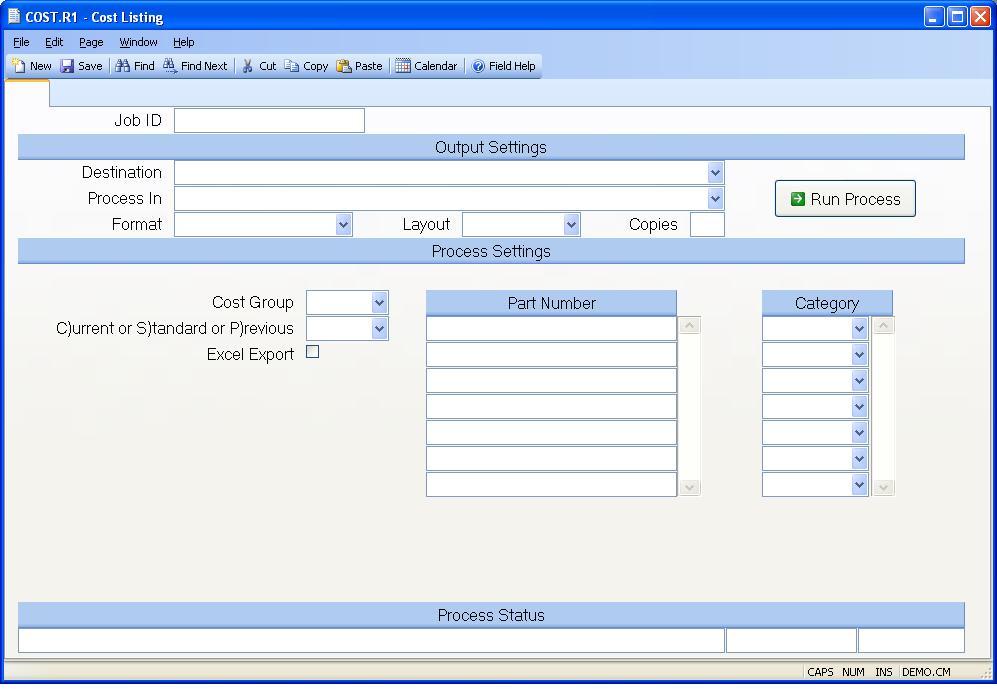 COST.R1 - Cost Listing
File Edit Page Window Help
New Save Find Find Next Cut Copy Paste Calendar Field Help
Job ID
Output Settings
Destination
Process In
Run Process
Format Layout Copies
Process Settings
Cost Group Part Number Category
C)urrent or S)tandard or P)revious
Excel Export
Process Status
CAPS NUM INS DEMO.CM